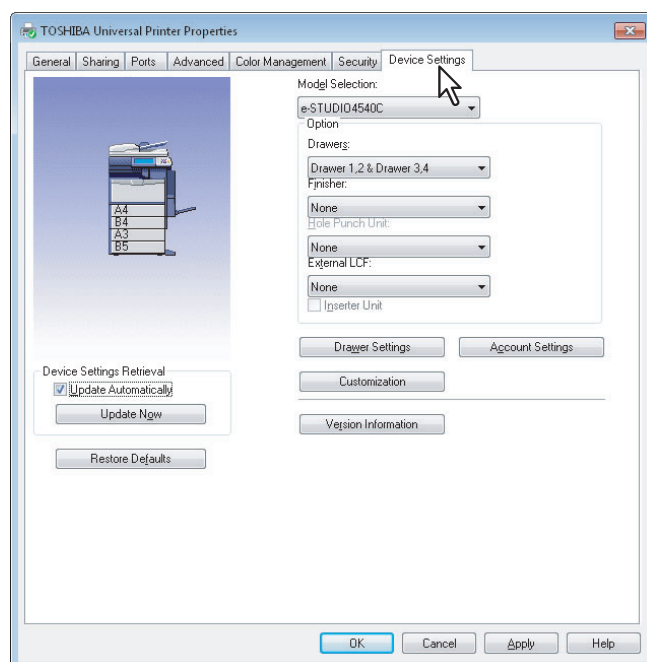 TOSHIBA Universal Printer Properties
General Sharing Ports Advanced Color Management Security Device Settings
Model Selection:
e-STUDIO4540C
Option
Drawers:
Drawer 1,2 & Drawer 3,4
Finisher:
None
Hole Punch Unit:
None
External LCF:
None
Inserter Unit
A4
B4
A3
B5
Drawer Settings Account Settings
Device Settings Retrieval
Update Automatically
Customization
Update Now
Version Information
Restore Defaults
OK Cancel Apply Help